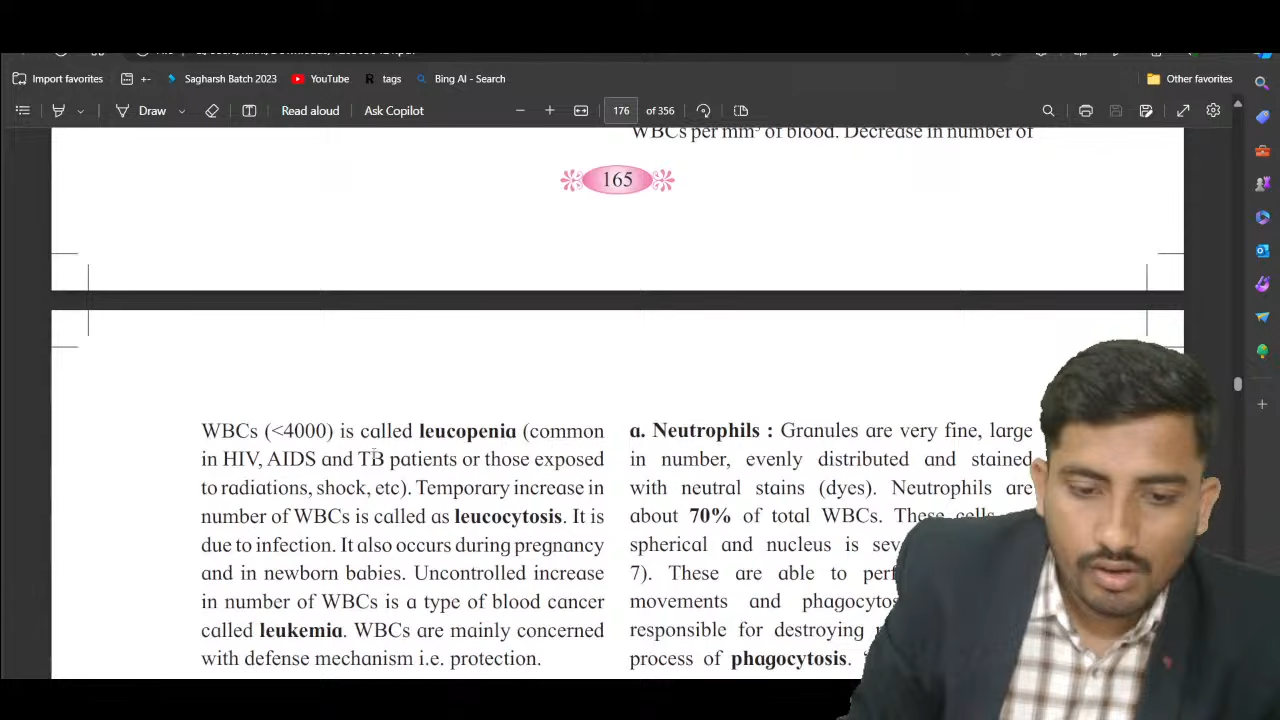 Import favorites
+-
Sagharsh Batch 2023
YouTube
tags
Bing AI - Search
Other favorites
Draw
Read aloud
Ask Copilot
176 of 356
WBCs per mm³ of blood. Decrease in number of
165
WBCs (<4000) is called leucopenia (common
in HIV, AIDS and TB patients or those exposed
to radiations, shock, etc). Temporary increase in
number of WBCs is called as leucocytosis. It is
due to infection. It also occurs during pregnancy
and in newborn babies. Uncontrolled increase
in number of WBCs is a type of blood cancer
called leukemia. WBCs are mainly concerned
with defense mechanism i.e. protection.
a. Neutrophils : Granules are very fine, large
in number, evenly distributed and stained
with neutral stains (dyes). Neutrophils are
about 70% of total WBCs. These cells
spherical and nucleus is
7). These are able to
movements and
responsible for destroying
process of phagocytosis.